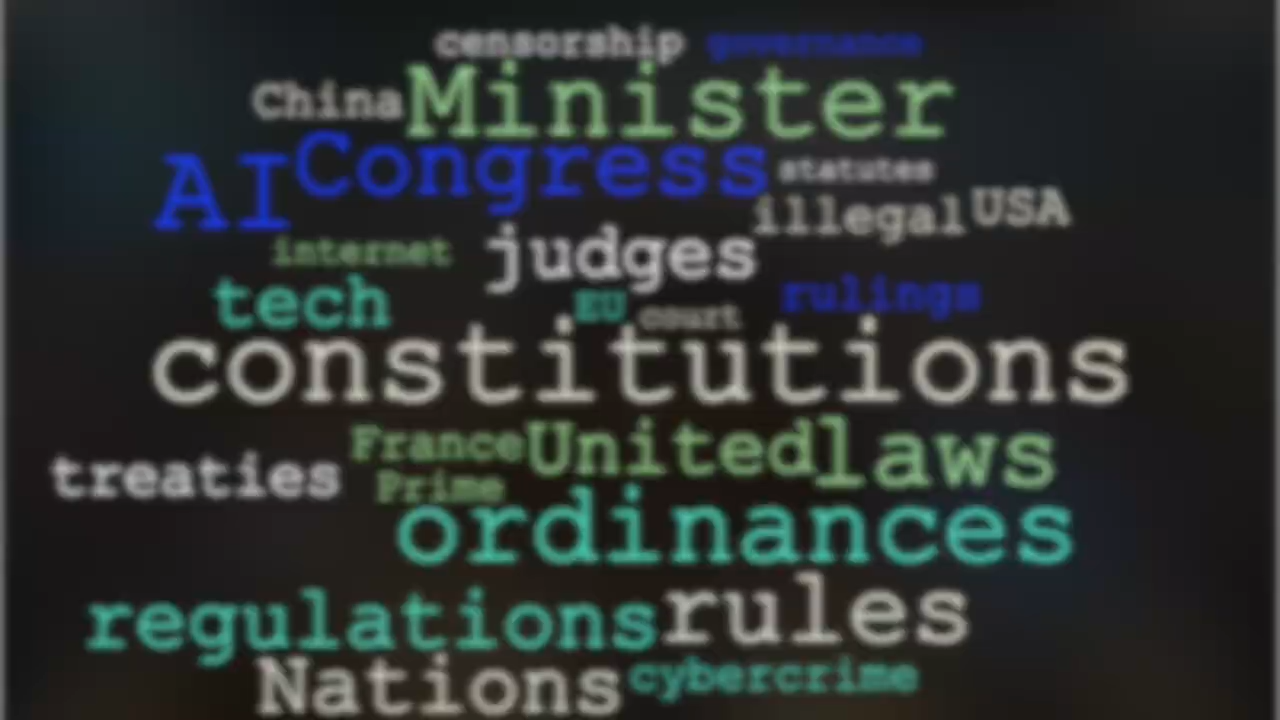 censorship governance
China Minister
AI Congress statutes
illegal USA
internet judges
tech EU court rulings
constitutions
treaties France United laws
Prime
ordinances
regulations rules
Nations cybercrime